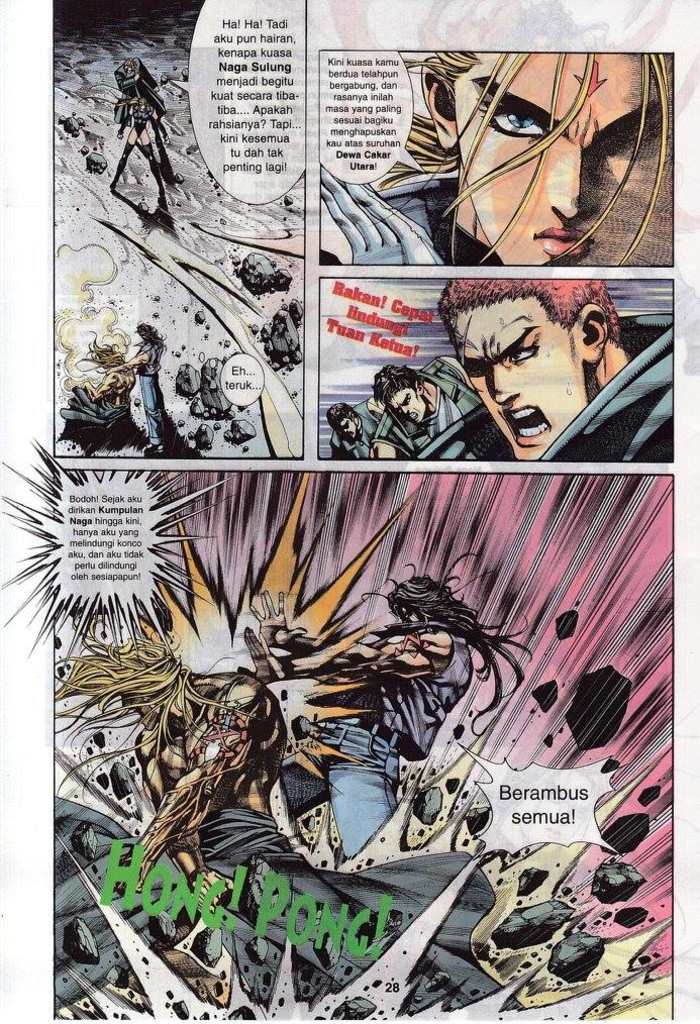 Ha! Ha! Tadi
aku pun hairan,
kenapa kuasa
Naga Sulung
menjadi begitu
kuat secara tiba-
tiba.... Apakah
rahsianya? Tapi...
kini kesemua
tu dah tak
penting lagi!
Eh...
teruk...
Kini kuasa kamu
berdua telahpun
bergabung, dan
rasanya inilah
masa yang paling
sesuai bagiku
menghapuskan
kau atas suruhan
Dewa Cakar
Utara!
Rakan! Cepat
lindungi
Tuan Ketua!
Bodoh! Sejak aku
dirikan Kumpulan
Naga hingga kini,
hanya aku yang
melindungi konco
aku, dan aku tidak
perlu dilindungi
oleh sesiapapun!
Berambus
semua!
HONG! PONG!
28